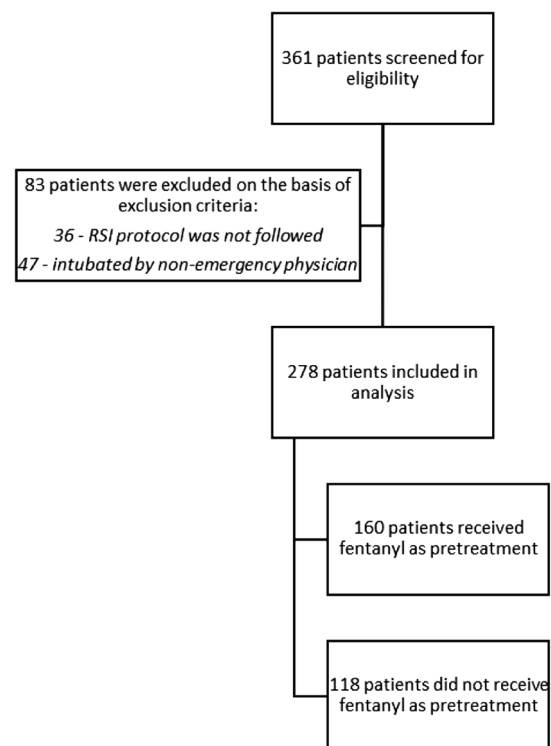 361 patients screened for
eligibility
83 patients were excluded on the basis of
exclusion criteria:
36 - RSI protocol was not followed
47 - intubated by non-emergency physician
278 patients included in
analysis
160 patients received
fentanyl as pretreatment
118 patients did not receive
fentanyl as pretreatment